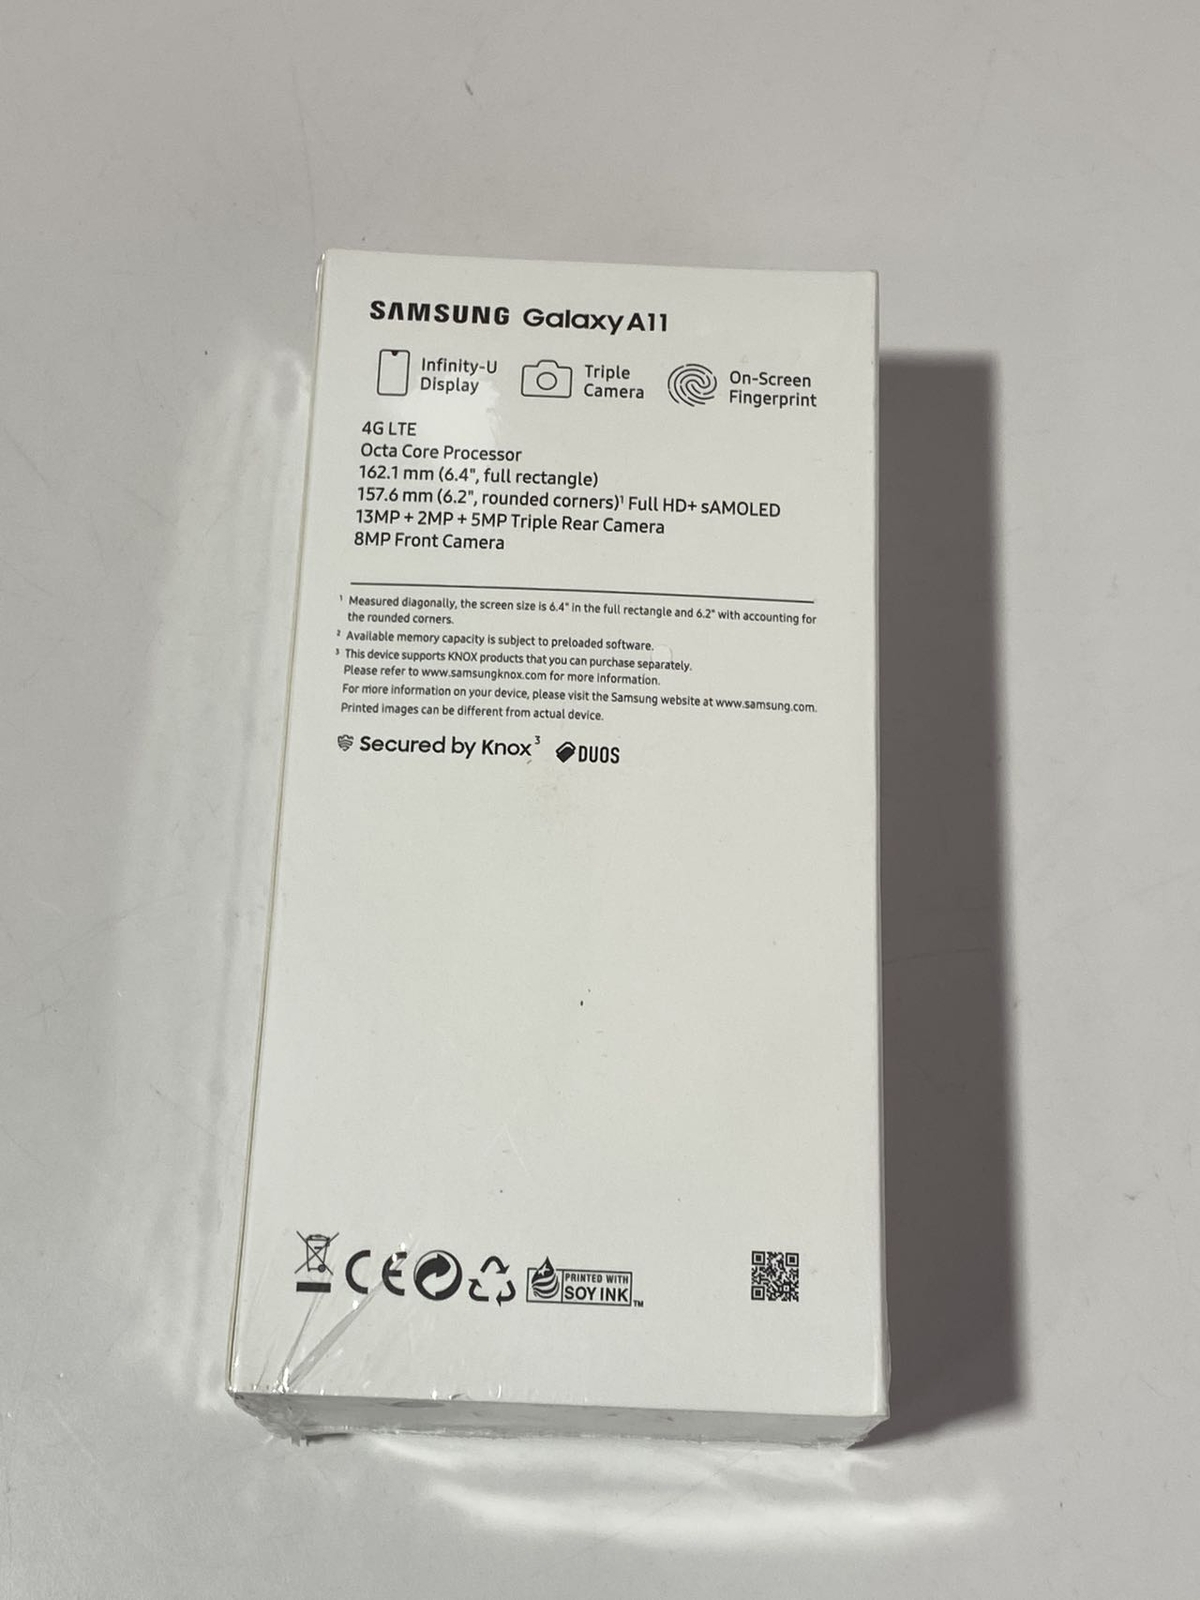 SAMSUNG Galaxy A11
Infinity-U
Display
Triple
Camera
On-Screen
Fingerprint
4G LTE
Octa Core Processor
162.1 mm (6.4", full rectangle)
157.6 mm (6.2", rounded corners)¹ Full HD+ sAMOLED
13MP + 2MP + 5MP Triple Rear Camera
8MP Front Camera
¹ Measured diagonally, the screen size is 6.4" in the full rectangle and 6.2" with accounting for
the rounded corners.
² Available memory capacity is subject to preloaded software.
³ This device supports KNOX products that you can purchase separately.
Please refer to www.samsungknox.com for more information.
For more information on your device, please visit the Samsung website at www.samsung.com.
Printed images can be different from actual device.
Secured by Knox³ DUOS
CE PRINTED WITH
SOY INK™